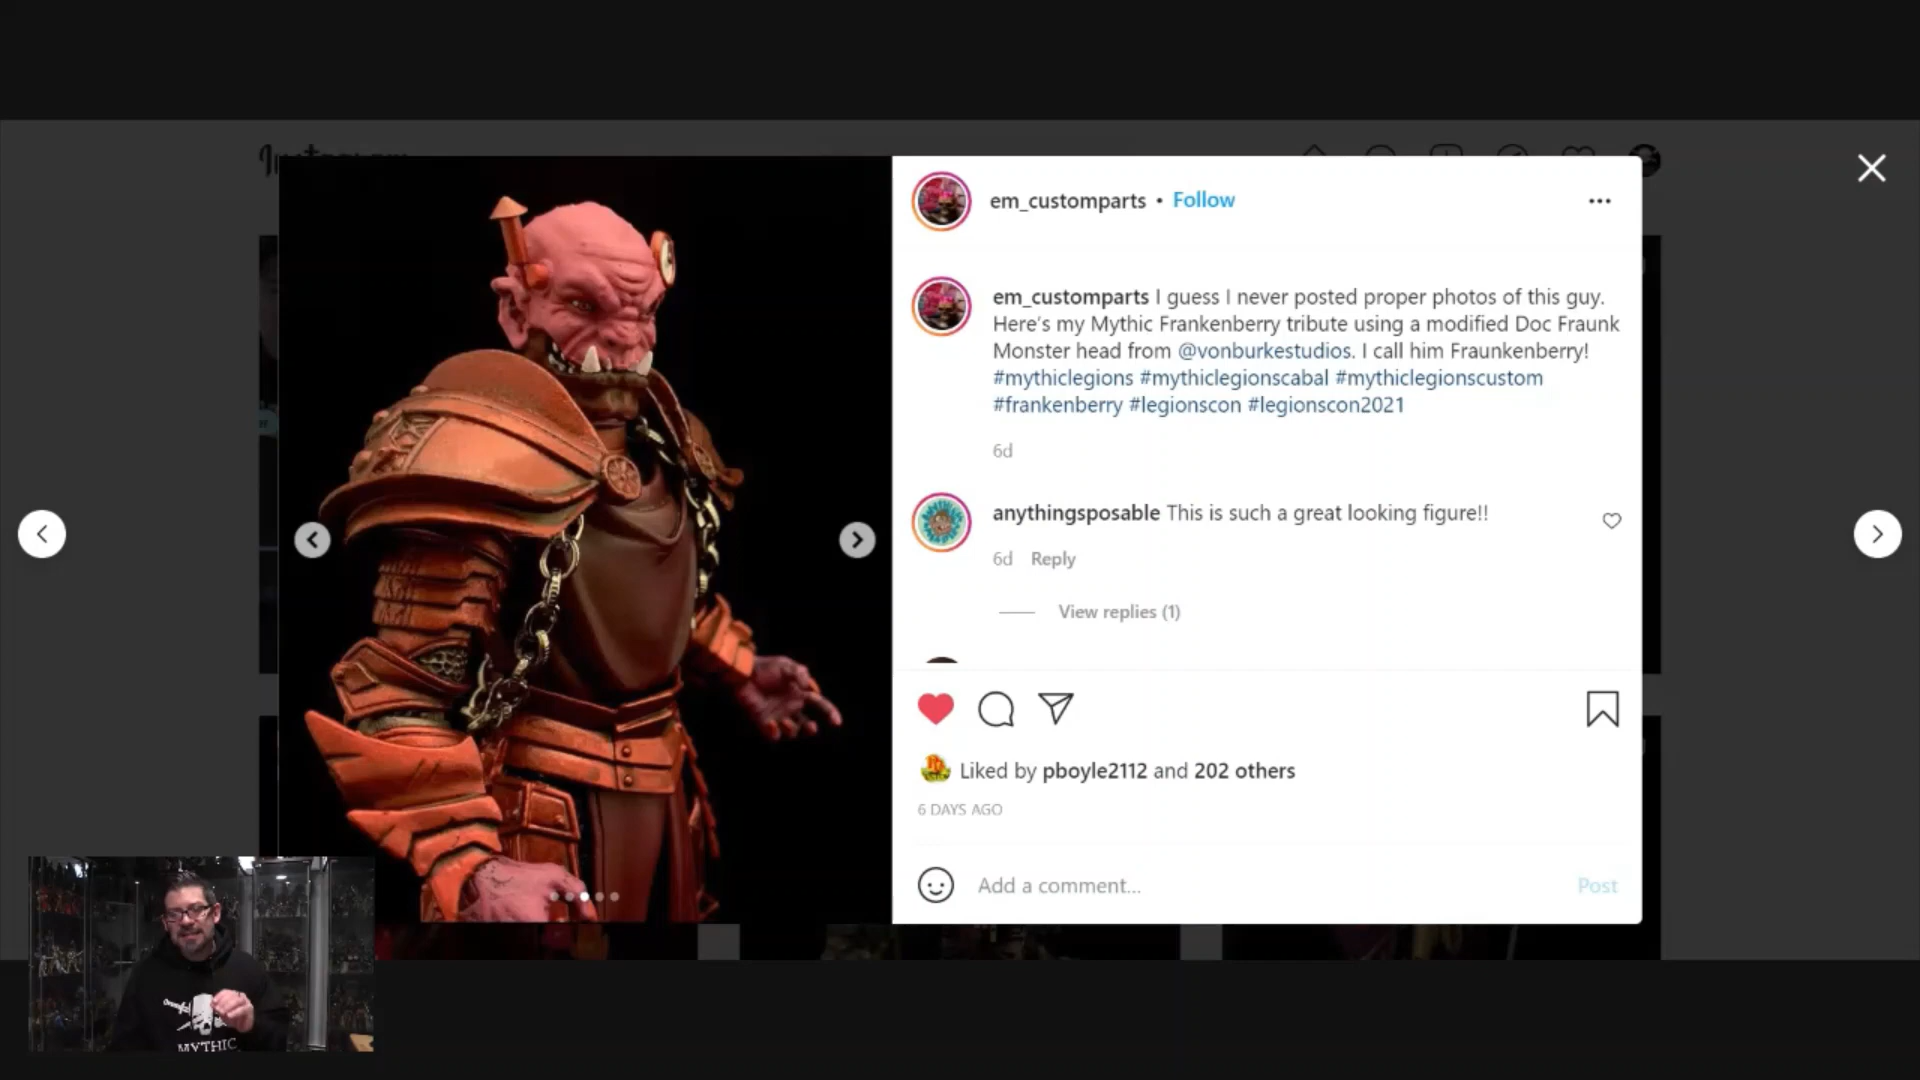 em_customparts • Follow
em_customparts I guess I never posted proper photos of this guy.
Here's my Mythic Frankenberry tribute using a modified Doc Fraunk
Monster head from @vonburkestudios. I call him Fraunkenberry!
#mythiclegions #mythiclegionscabal #mythiclegionscustom
#frankenberry #legionscon #legionscon2021
6d
anythingsposable This is such a great looking figure!!
6d Reply
View replies (1)
Liked by pboyle2112 and 202 others
6 DAYS AGO
Add a comment...
Post
MYTHIC